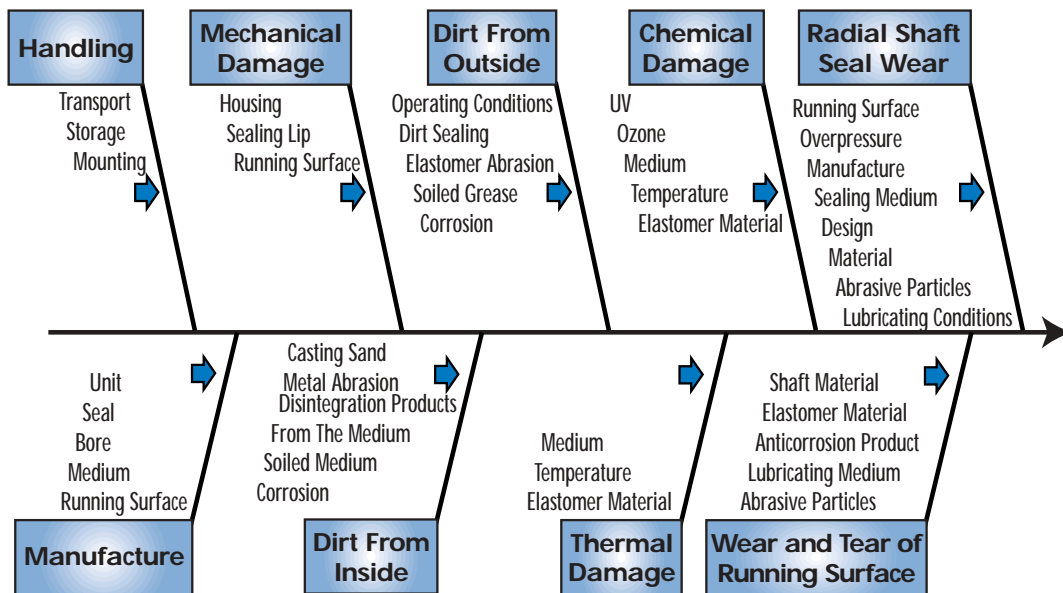 Handling
Transport
Storage
Mounting
Mechanical
Damage
Housing
Sealing Lip
Running Surface
Dirt From
Outside
Operating Conditions
Dirt Sealing
Elastomer Abrasion
Soiled Grease
Corrosion
Chemical
Damage
UV
Ozone
Medium
Temperature
Elastomer Material
Radial Shaft
Seal Wear
Running Surface
Overpressure
Manufacture
Sealing Medium
Design
Material
Abrasive Particles
Lubricating Conditions
Unit
Seal
Bore
Medium
Running Surface
Manufacture
Casting Sand
Metal Abrasion
Disintegration Products
From The Medium
Soiled Medium
Corrosion
Dirt From
Inside
Medium
Temperature
Elastomer Material
Thermal
Damage
Shaft Material
Elastomer Material
Anticorrosion Product
Lubricating Medium
Abrasive Particles
Wear and Tear of
Running Surface